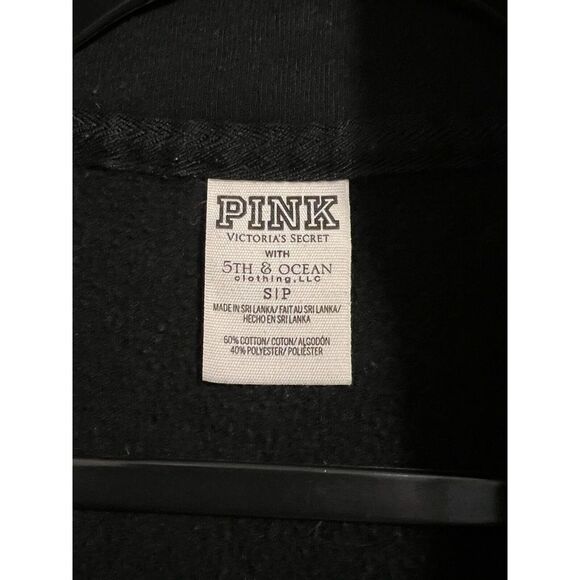 PINK
VICTORIA'S SECRET
WITH
5TH & OCEAN
clothing, LLC
S|P
MADE IN SRI LANKA/ FAIT AU SRI LANKA/
HECHO EN SRI LANKA
60% COTTON/ COTON/ ALGODÓN
40% POLYESTER/ POLIÉSTER